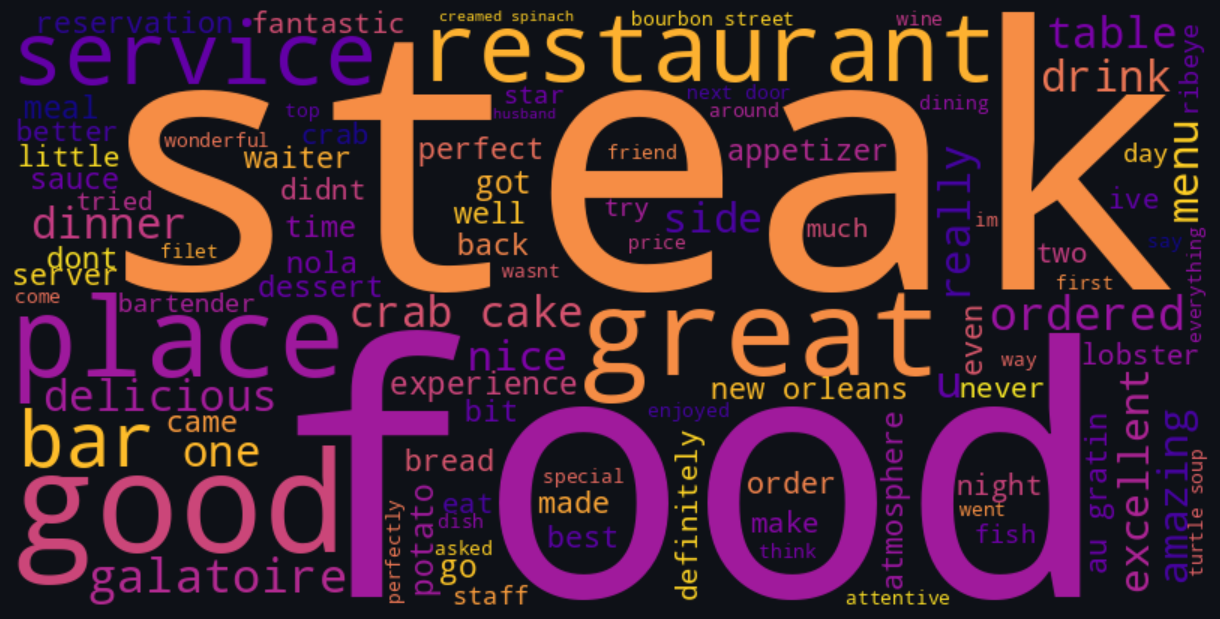 creamed spinach
bourbon street
wine
reservation
fantastic
service
restaurant
table
drink
ribeye
steak
meal
better
little
sauce
tried
dinner
dont
server
come
wonderful
top
crab
waiter
didnt
time
filet
nola
dessert
bartender
star
husband
perfect
got
well
back
wasnt
next door
around
friend
appetizer
try
side
price
much
dining
really
im
day
menu
ive
say
two
first
everything
place
crab cake
great
ordered
even
way
lobster
delicious
nice
experience
new orleans
u
never
bit
enjoyed
bar
came
one
food
good
bread
special
made
best
order
make
think
night
went
fish
definitely
atmosphere
au gratin
excellent
amazing
turtle soup
galatoire
perfectly
potato
eat
dish
asked
go
staff
attentive